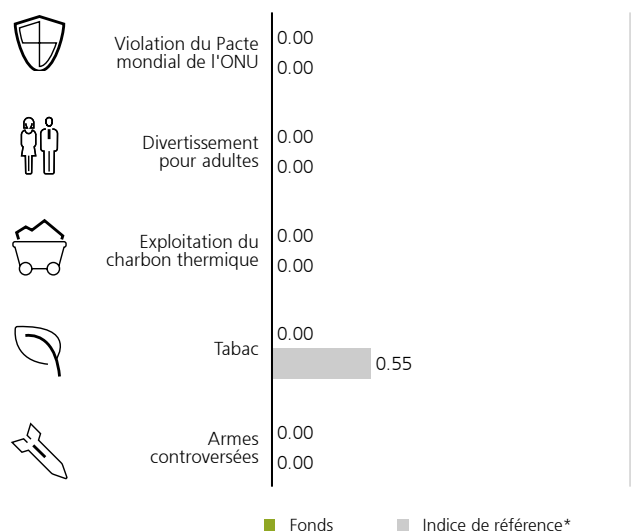 Violation du Pacte
mondial de l'ONU
0.00
0.00
Divertissement
pour adultes
0.00
0.00
Exploitation du
charbon thermique
0.00
0.00
Tabac
0.00
0.55
Armes
controversées
0.00
0.00
Fonds
Indice de référence*